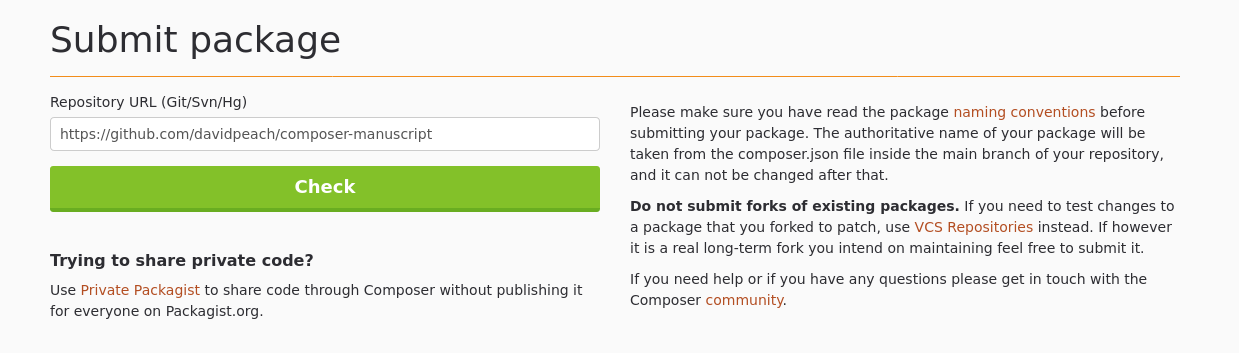 Submit package
Repository URL (Git/Svn/Hg)
https://github.com/davidpeach/composer-manuscript
Check
Trying to share private code?
Use Private Packagist to share code through Composer without publishing it
for everyone on Packagist.org.
Please make sure you have read the package naming conventions before
submitting your package. The authoritative name of your package will be
taken from the composer.json file inside the main branch of your repository,
and it can not be changed after that.
Do not submit forks of existing packages. If you need to test changes to
a package that you forked to patch, use VCS Repositories instead. If however
it is a real long-term fork you intend on maintaining feel free to submit it.
If you need help or if you have any questions please get in touch with the
Composer community.